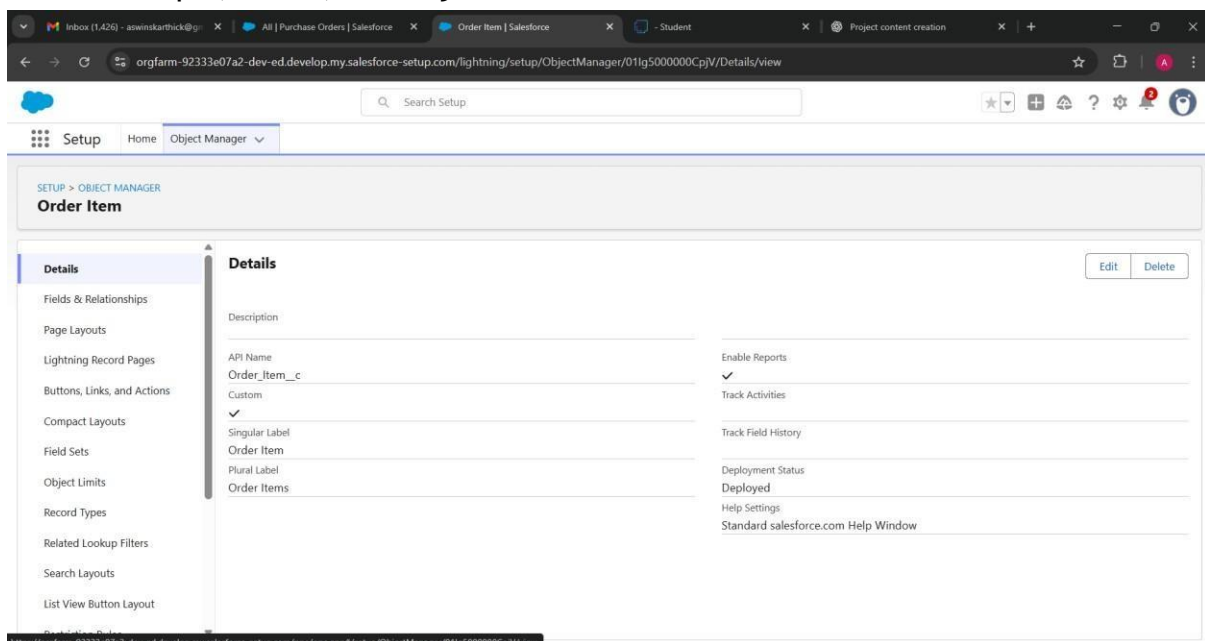 Inbox (1,426) - aswinskarthick@g
All | Purchase Orders | Salesforce
Order Item | Salesforce
- Student
Project content creation
orgfarm-92333e07a2-dev-ed.develop.my.salesforce-setup.com/lightning/setup/ObjectManager/01Ig5000000CpjV/Details/view
A
Search Setup
2
Setup Home Object Manager
SETUP > OBJECT MANAGER
Order Item
Details
Fields & Relationships
Page Layouts
Lightning Record Pages
Buttons, Links, and Actions
Compact Layouts
Field Sets
Object Limits
Record Types
Related Lookup Filters
Search Layouts
List View Button Layout
Details
Edit Delete
Description
API Name
Order_Item__c
Custom
Singular Label
Order Item
Plural Label
Order Items
Enable Reports
Track Activities
Track Field History
Deployment Status
Deployed
Help Settings
Standard salesforce.com Help Window